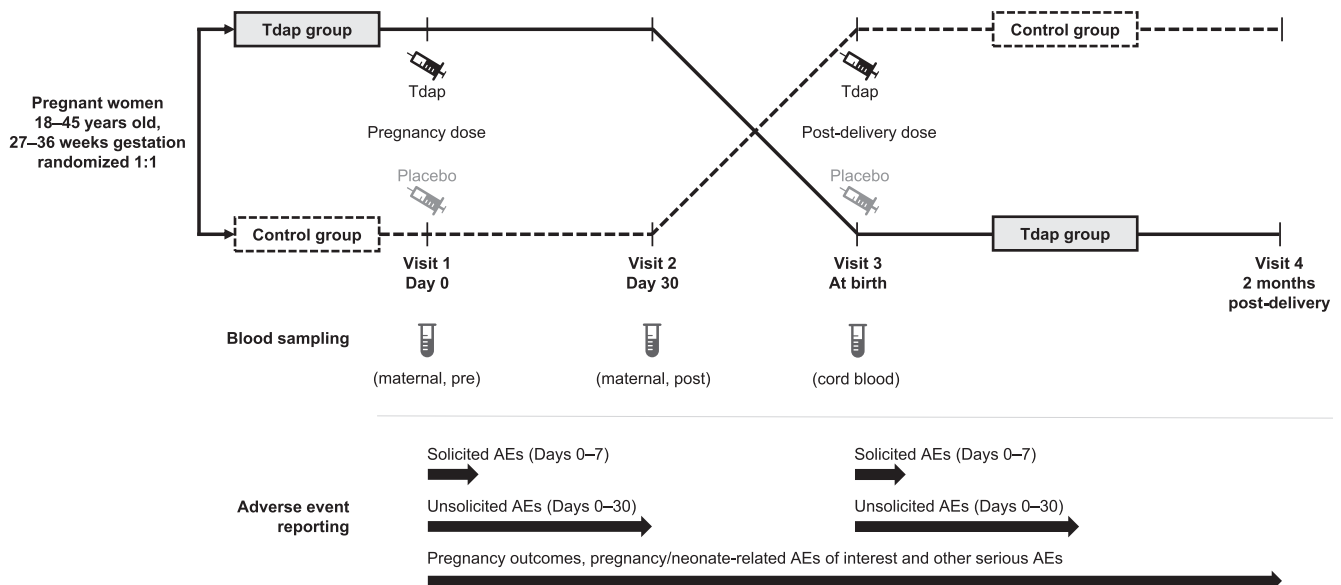 Tdap group
Control group
Tdap
Tdap
Pregnant women
18–45 years old,
27–36 weeks gestation
randomized 1:1
Pregnancy dose
Post-delivery dose
Placebo
Placebo
Control group
Tdap group
Visit 1
Day 0
Visit 2
Day 30
Visit 3
At birth
Visit 4
2 months
post-delivery
Blood sampling
(maternal, pre)
(maternal, post)
(cord blood)
Adverse event
reporting
Solicited AEs (Days 0–7)
Solicited AEs (Days 0–7)
Unsolicited AEs (Days 0–30)
Unsolicited AEs (Days 0–30)
Pregnancy outcomes, pregnancy/neonate-related AEs of interest and other serious AEs